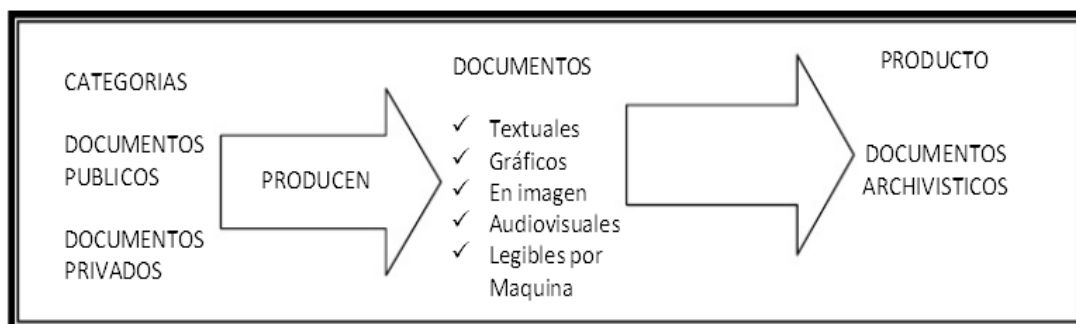 CATEGORIAS
DOCUMENTOS
PUBLICOS
DOCUMENTOS
PRIVADOS
PRODUCEN
DOCUMENTOS
✓ Textuales
✓ Gráficos
✓ En imagen
✓ Audiovisuales
✓ Legibles por
Maquina
PRODUCTO
DOCUMENTOS
ARCHIVISTICOS